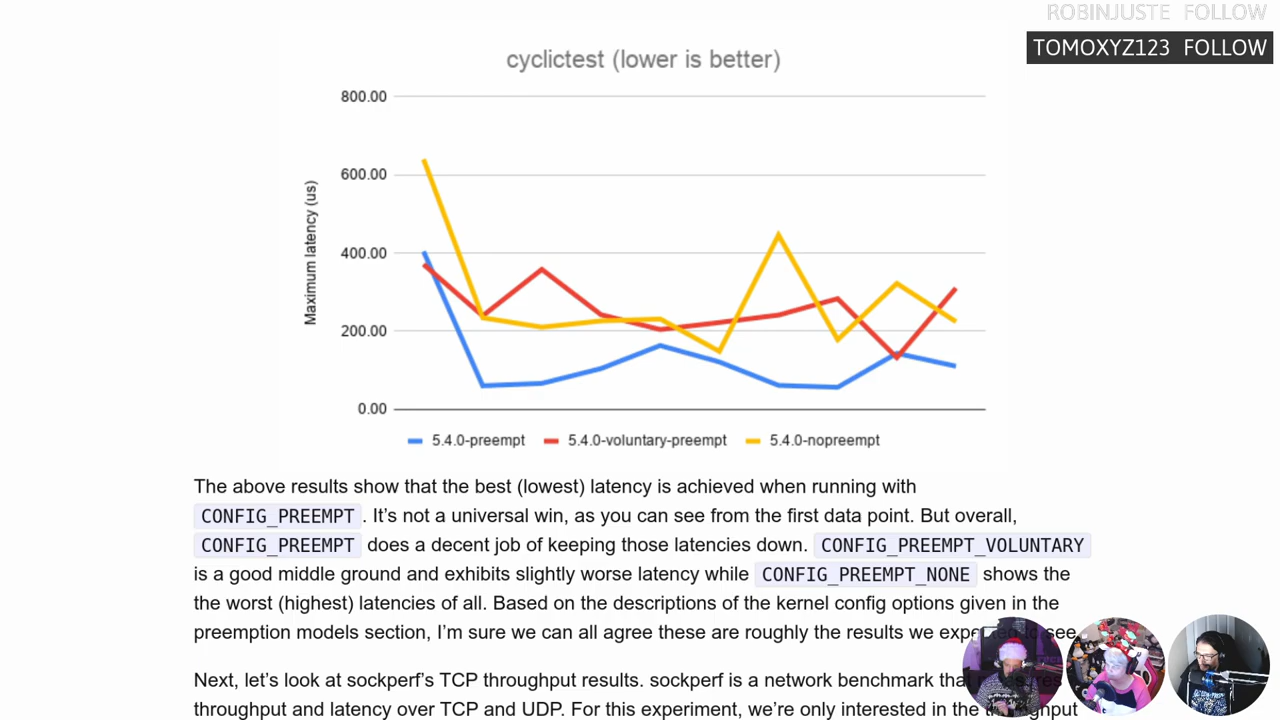 ROBINJUSTE FOLLOW
TOMOXYZ123 FOLLOW
cyclictest (lower is better)
800.00
600.00
400.00
200.00
0.00
Maximum latency (us)
5.4.0-preempt 5.4.0-voluntary-preempt 5.4.0-nopreempt
The above results show that the best (lowest) latency is achieved when running with
CONFIG_PREEMPT . It’s not a universal win, as you can see from the first data point. But overall,
CONFIG_PREEMPT does a decent job of keeping those latencies down. CONFIG_PREEMPT_VOLUNTARY
is a good middle ground and exhibits slightly worse latency while CONFIG_PREEMPT_NONE shows the
the worst (highest) latencies of all. Based on the descriptions of the kernel config options given in the
preemption models section, I’m sure we can all agree these are roughly the results we expected to see.
Next, let’s look at sockperf’s TCP throughput results. sockperf is a network benchmark that
throughput and latency over TCP and UDP. For this experiment, we’re only interested in the throughput